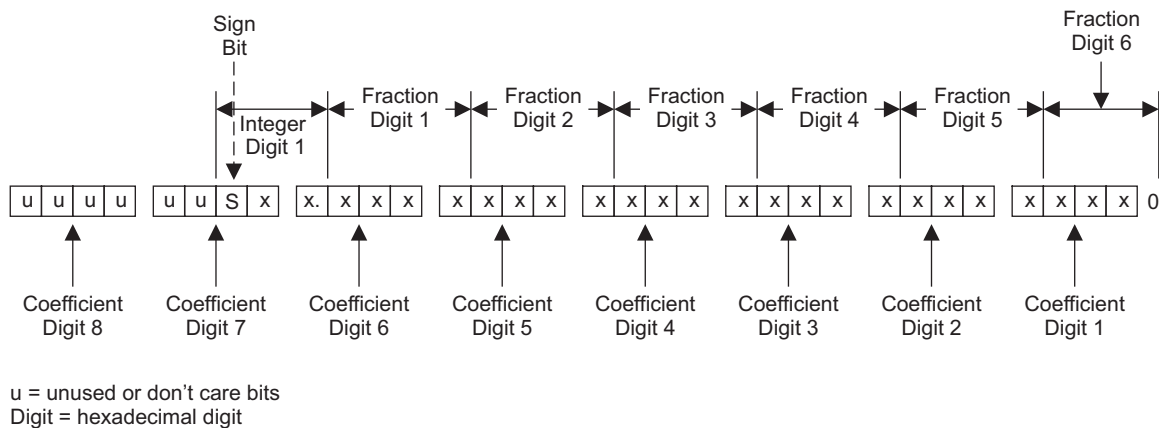 Sign
Bit
Fraction
Digit 6
Integer
Digit 1
Fraction
Digit 1
Fraction
Digit 2
Fraction
Digit 3
Fraction
Digit 4
Fraction
Digit 5
u u u u u u S x x. x x x x x x x x x x x x x x x x x x x x x x x 0
Coefficient
Digit 8
Coefficient
Digit 7
Coefficient
Digit 6
Coefficient
Digit 5
Coefficient
Digit 4
Coefficient
Digit 3
Coefficient
Digit 2
Coefficient
Digit 1
u = unused or don’t care bits
Digit = hexadecimal digit